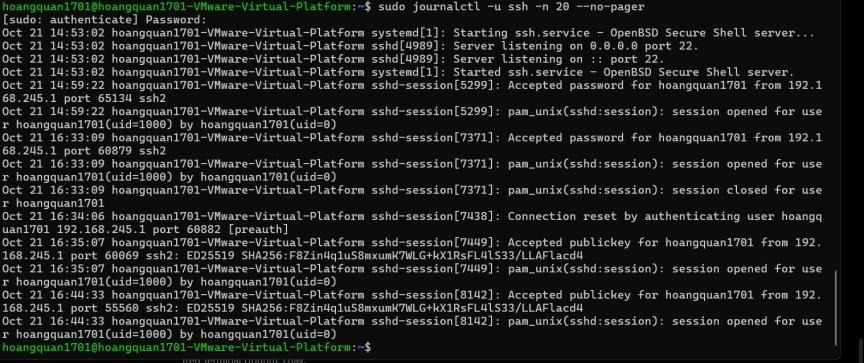 hoangquan1701@hoangquan1701-VMware-Virtual-Platform:~$ sudo journalctl -u ssh -n 20 --no-pager
[sudo: authenticate] Password:
Oct 21 14:53:02 hoangquan1701-VMware-Virtual-Platform systemd[1]: Starting ssh.service - OpenBSD Secure Shell server...
Oct 21 14:53:02 hoangquan1701-VMware-Virtual-Platform sshd[4989]: Server listening on 0.0.0.0 port 22.
Oct 21 14:53:02 hoangquan1701-VMware-Virtual-Platform sshd[4989]: Server listening on :: port 22.
Oct 21 14:53:02 hoangquan1701-VMware-Virtual-Platform systemd[1]: Started ssh.service - OpenBSD Secure Shell server.
Oct 21 14:59:22 hoangquan1701-VMware-Virtual-Platform sshd-session[5299]: Accepted password for hoangquan1701 from 192.1
68.245.1 port 65134 ssh2
Oct 21 14:59:22 hoangquan1701-VMware-Virtual-Platform sshd-session[5299]: pam_unix(sshd:session): session opened for use
r hoangquan1701(uid=1000) by hoangquan1701(uid=0)
Oct 21 16:33:09 hoangquan1701-VMware-Virtual-Platform sshd-session[7371]: Accepted password for hoangquan1701 from 192.1
68.245.1 port 60879 ssh2
Oct 21 16:33:09 hoangquan1701-VMware-Virtual-Platform sshd-session[7371]: pam_unix(sshd:session): session opened for use
r hoangquan1701(uid=1000) by hoangquan1701(uid=0)
Oct 21 16:33:09 hoangquan1701-VMware-Virtual-Platform sshd-session[7371]: pam_unix(sshd:session): session closed for use
r hoangquan1701
Oct 21 16:34:06 hoangquan1701-VMware-Virtual-Platform sshd-session[7438]: Connection reset by authenticating user hoangq
uan1701 192.168.245.1 port 60882 [preauth]
Oct 21 16:35:07 hoangquan1701-VMware-Virtual-Platform sshd-session[7449]: Accepted publickey for hoangquan1701 from 192.
168.245.1 port 60069 ssh2: ED25519 SHA256:F8Zin4q1uS8mxumK7WLG+kX1RsFL4lS33/LLAFlacd4
Oct 21 16:35:07 hoangquan1701-VMware-Virtual-Platform sshd-session[7449]: pam_unix(sshd:session): session opened for use
r hoangquan1701(uid=1000) by hoangquan1701(uid=0)
Oct 21 16:44:33 hoangquan1701-VMware-Virtual-Platform sshd-session[8142]: Accepted publickey for hoangquan1701 from 192.
168.245.1 port 55560 ssh2: ED25519 SHA256:F8Zin4q1uS8mxumK7WLG+kX1RsFL4lS33/LLAFlacd4
Oct 21 16:44:33 hoangquan1701-VMware-Virtual-Platform sshd-session[8142]: pam_unix(sshd:session): session opened for use
r hoangquan1701(uid=1000) by hoangquan1701(uid=0)
hoangquan1701@hoangquan1701-VMware-Virtual-Platform:~$